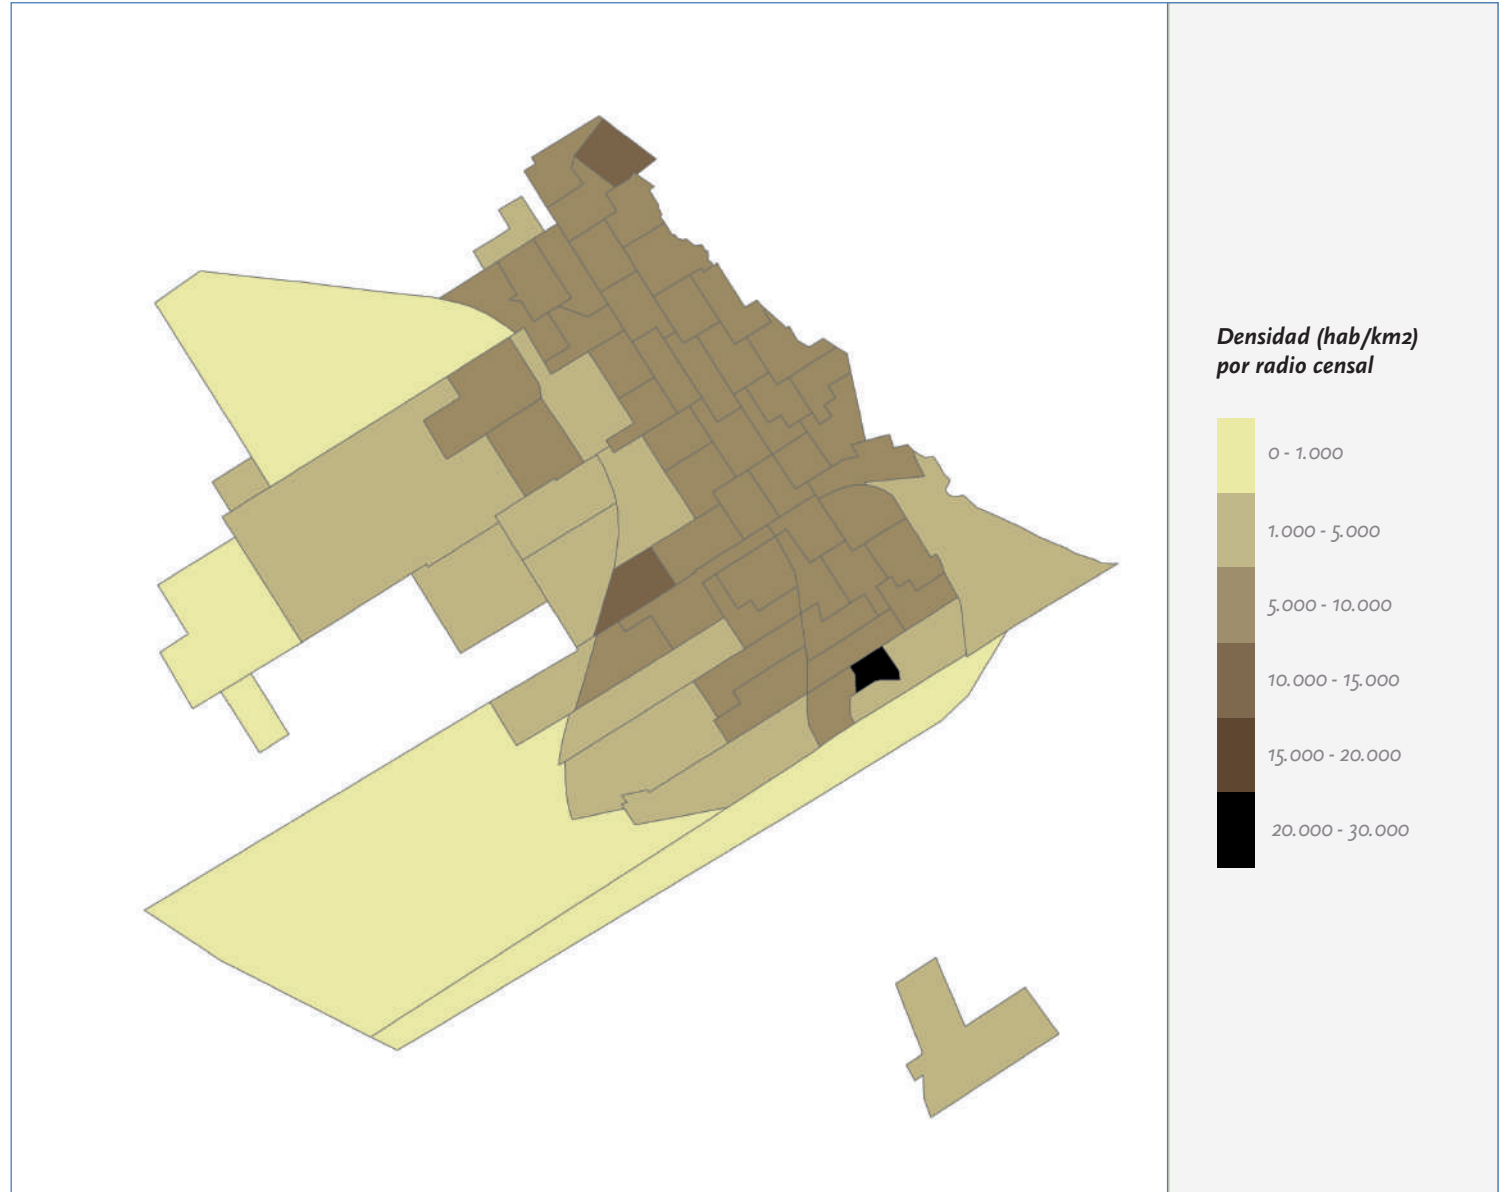 Densidad (hab/km2)
por radio censal
0 - 1.000
1.000 - 5.000
5.000 - 10.000
10.000 - 15.000
15.000 - 20.000
20.000 - 30.000